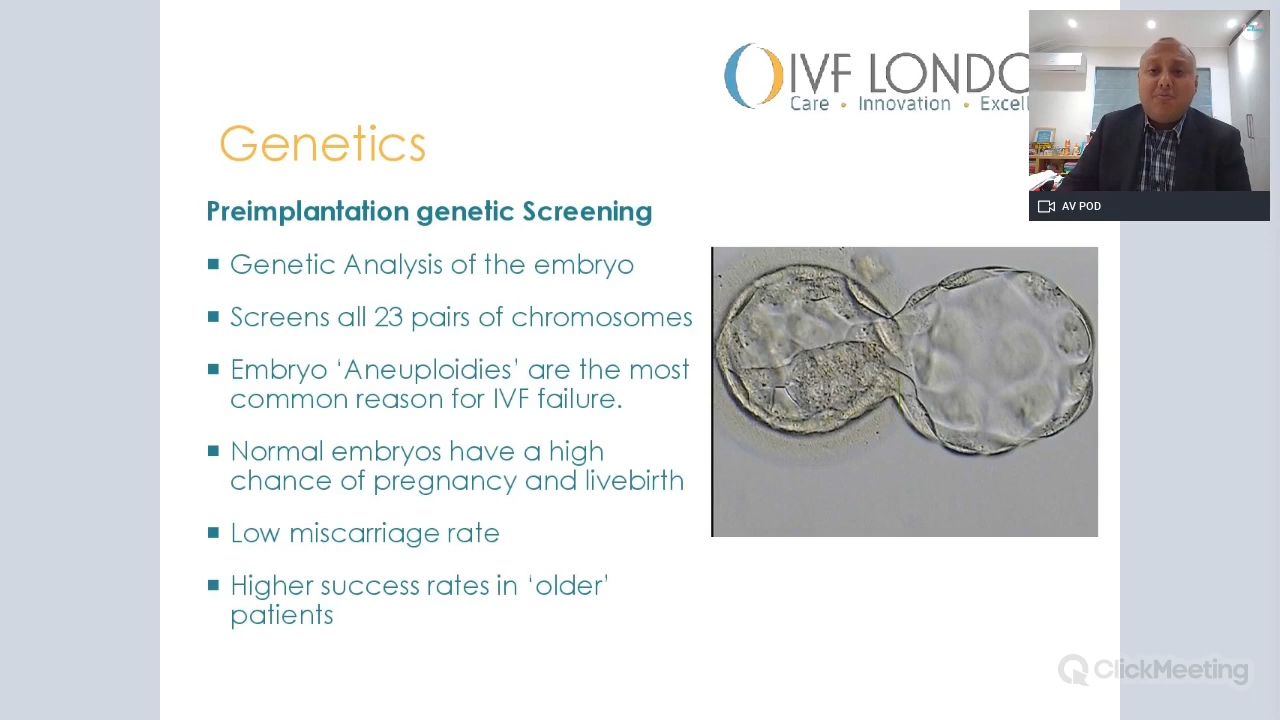 IVF LONDO
Care • Innovation • Excell
AV POD
Genetics
Preimplantation genetic Screening
Genetic Analysis of the embryo
Screens all 23 pairs of chromosomes
Embryo ‘Aneuploidies’ are the most
common reason for IVF failure.
Normal embryos have a high
chance of pregnancy and livebirth
Low miscarriage rate
Higher success rates in ‘older’
patients
ClickMeeting